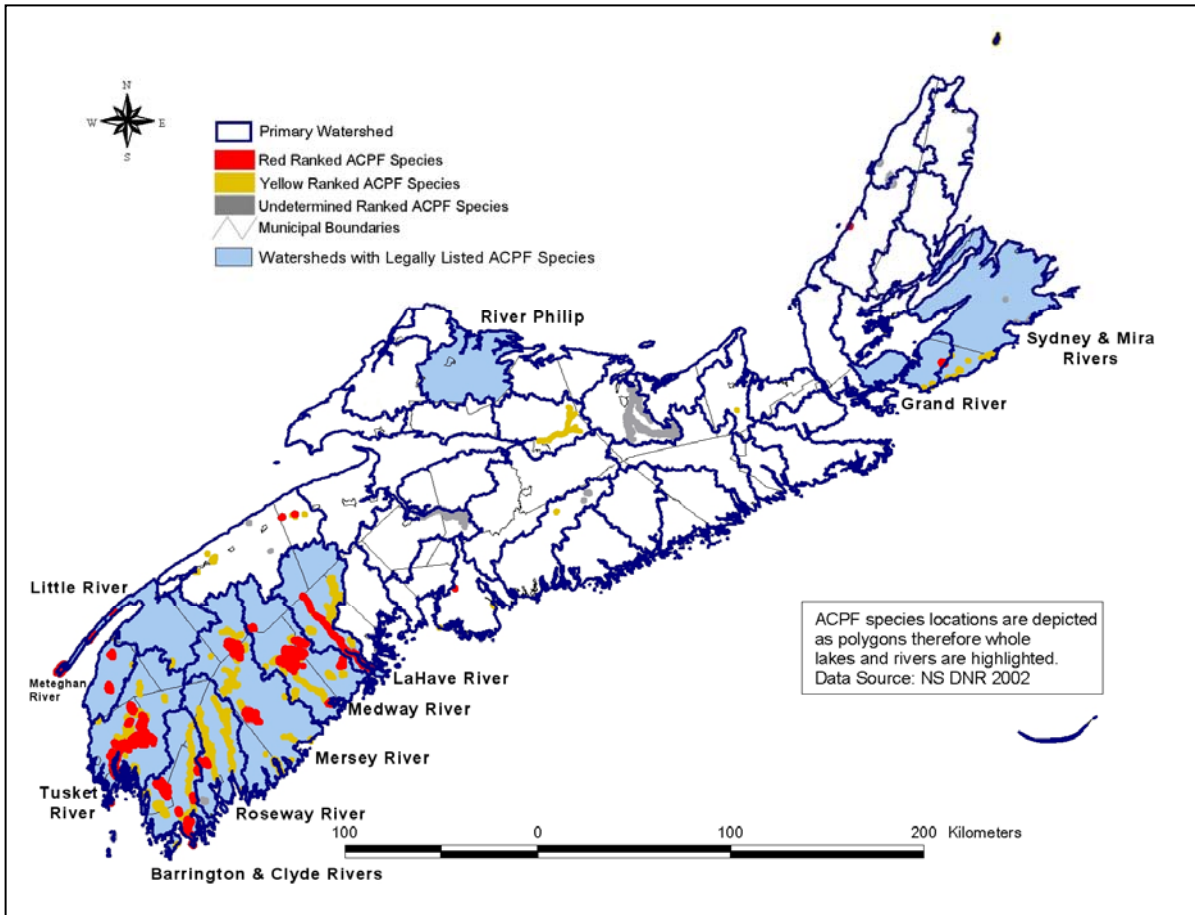 N
W E
S
Primary Watershed
Red Ranked ACPF Species
Yellow Ranked ACPF Species
Undetermined Ranked ACPF Species
Municipal Boundaries
Watersheds with Legally Listed ACPF Species
River Philip
Sydney & Mira
Rivers
Grand River
Little River
Meteghan
River
LaHave River
Medway River
Mersey River
Tusket
River
Roseway River
Barrington & Clyde Rivers
ACPF species locations are depicted
as polygons therefore whole
lakes and rivers are highlighted.
Data Source: NS DNR 2002
100 0 100 200 Kilometers